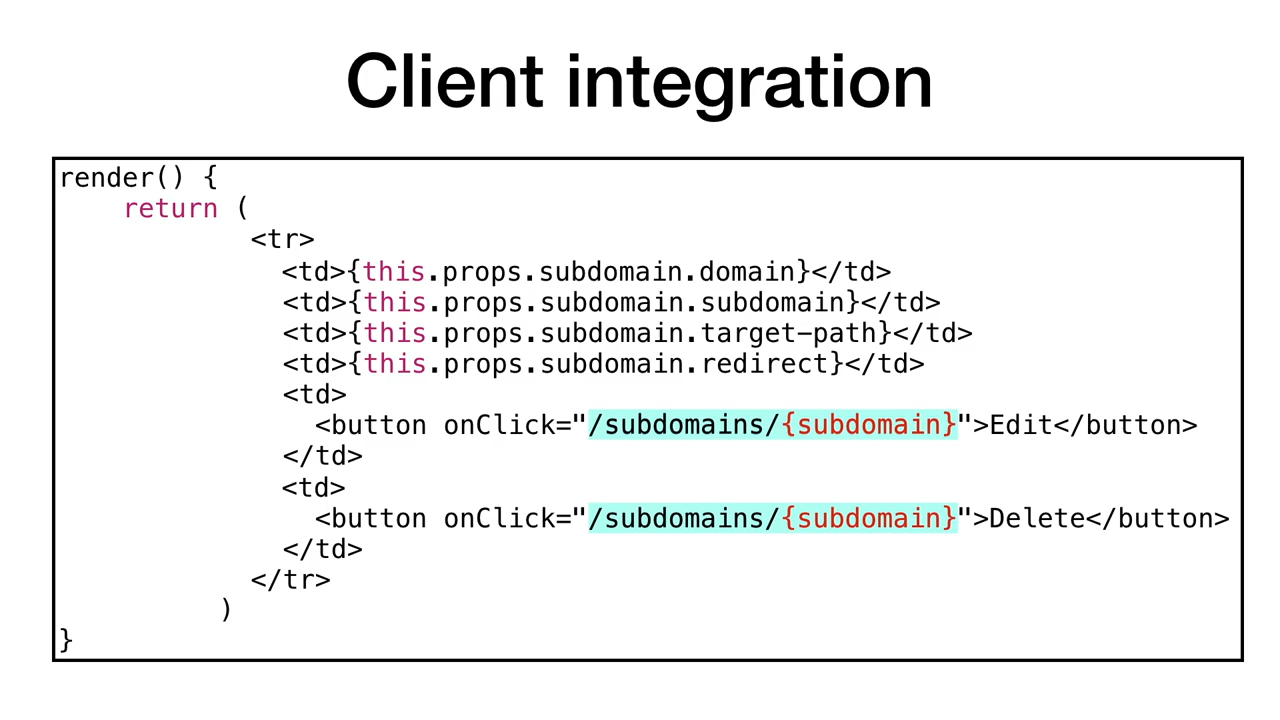 Client integration
render() {
    return (
            <tr>
              <td>{this.props.subdomain.domain}</td>
              <td>{this.props.subdomain.subdomain}</td>
              <td>{this.props.subdomain.target-path}</td>
              <td>{this.props.subdomain.redirect}</td>
              <td>
                <button onClick="/subdomains/{subdomain}">Edit</button>
              </td>
              <td>
                <button onClick="/subdomains/{subdomain}">Delete</button>
              </td>
            </tr>
          )
}